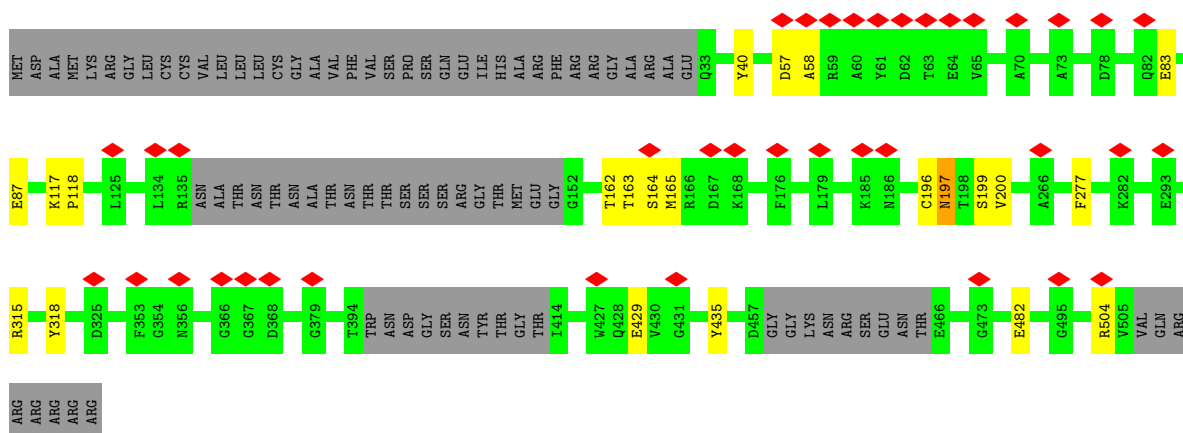 MET ASP ALA MET LYS ARG GLY LEU CYS CYS VAL LEU LEU LEU CYS GLY ALA VAL PHE VAL SER PRO SER GLN GLU ILE HIS ALA ARG PHE ARG ARG GLY ALA ARG ALA GLU Q33 Y40 D57 A58 R59 A60 Y61 D62 T63 E64 V65 A70 A73 D78 Q82 E83
E87 K117 P118 L125 L134 R135 ASN ALA THR ASN THR THR ASN ALA THR ASN THR THR SER SER SER ARG GLY THR MET GLU GLY G152 T162 T163 S164 M165 R166 D167 K168 F176 L179 K185 N186 C196 N197 T198 S199 V200 A266 F277 K282 E293
R315 Y318 D325 F353 G354 N356 G366 G367 D368 G379 T394 TRP ASN ASP GLY SER ASN TYR THR GLY THR I414 W427 Q428 E429 V430 G431 Y435 D457 GLY GLY LYS ASN ARG SER GLU ASN THR E466 G473 E482 G495 R504 V505 VAL GLN ARG
ARG ARG ARG ARG ARG